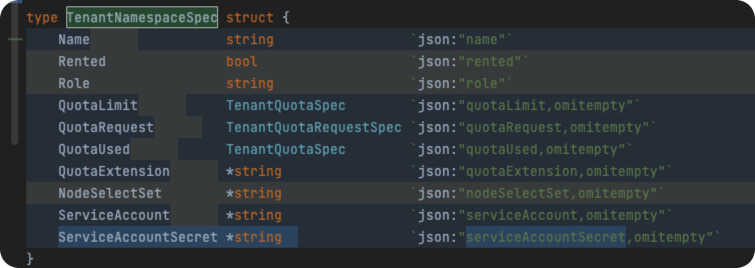 type TenantNamespaceSpec struct {
    Name                 string                  `json:"name"`
    Rented               bool                    `json:"rented"`
    Role                 string                  `json:"role"`
    QuotaLimit           TenantQuotaSpec         `json:"quotaLimit,omitempty"`
    QuotaRequest         TenantQuotaRequestSpec  `json:"quotaRequest,omitempty"`
    QuotaUsed            TenantQuotaSpec         `json:"quotaUsed,omitempty"`
    QuotaExtension       *string                 `json:"quotaExtension,omitempty"`
    NodeSelectSet        *string                 `json:"nodeSelectSet,omitempty"`
    ServiceAccount       *string                 `json:"serviceAccount,omitempty"`
    ServiceAccountSecret *string                 `json:"serviceAccountSecret,omitempty"`
}